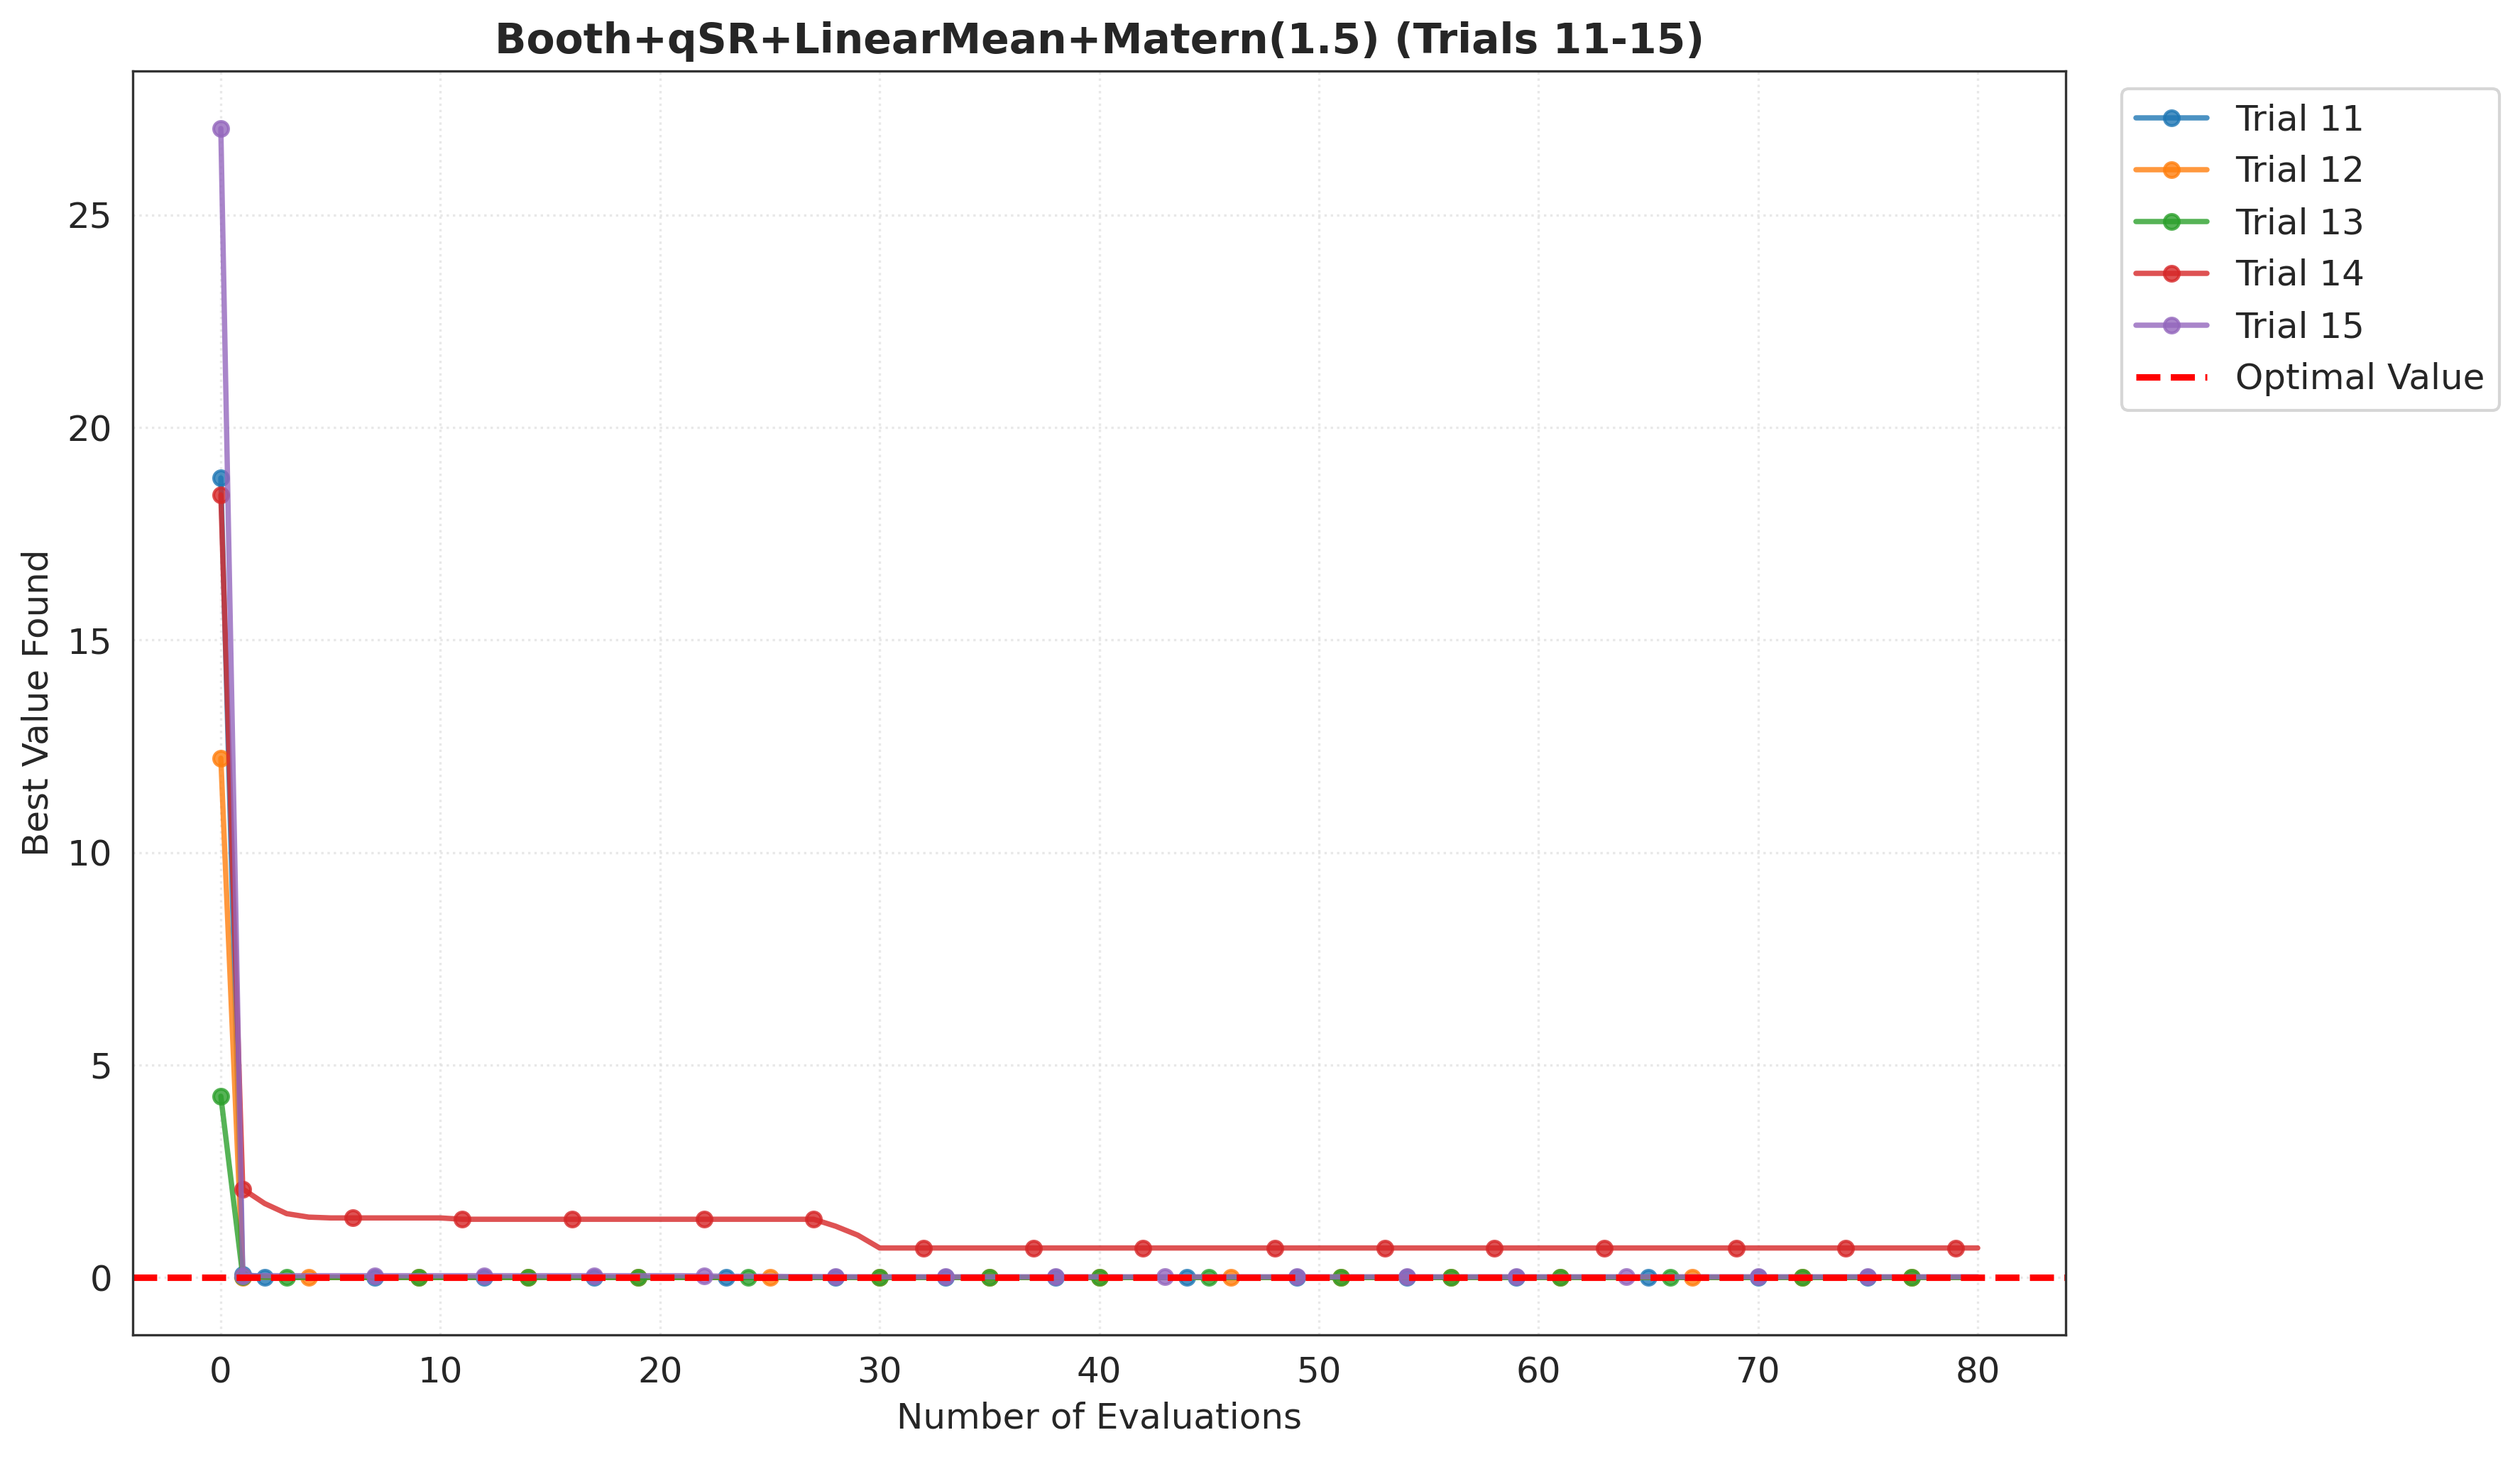 Booth+qSR+LinearMean+Matern(1.5) (Trials 11-15)
Trial 11
Trial 12
Trial 13
Trial 14
Trial 15
Optimal Value
Best Value Found
25
20
15
10
5
0
0 10 20 30 40 50 60 70 80
Number of Evaluations